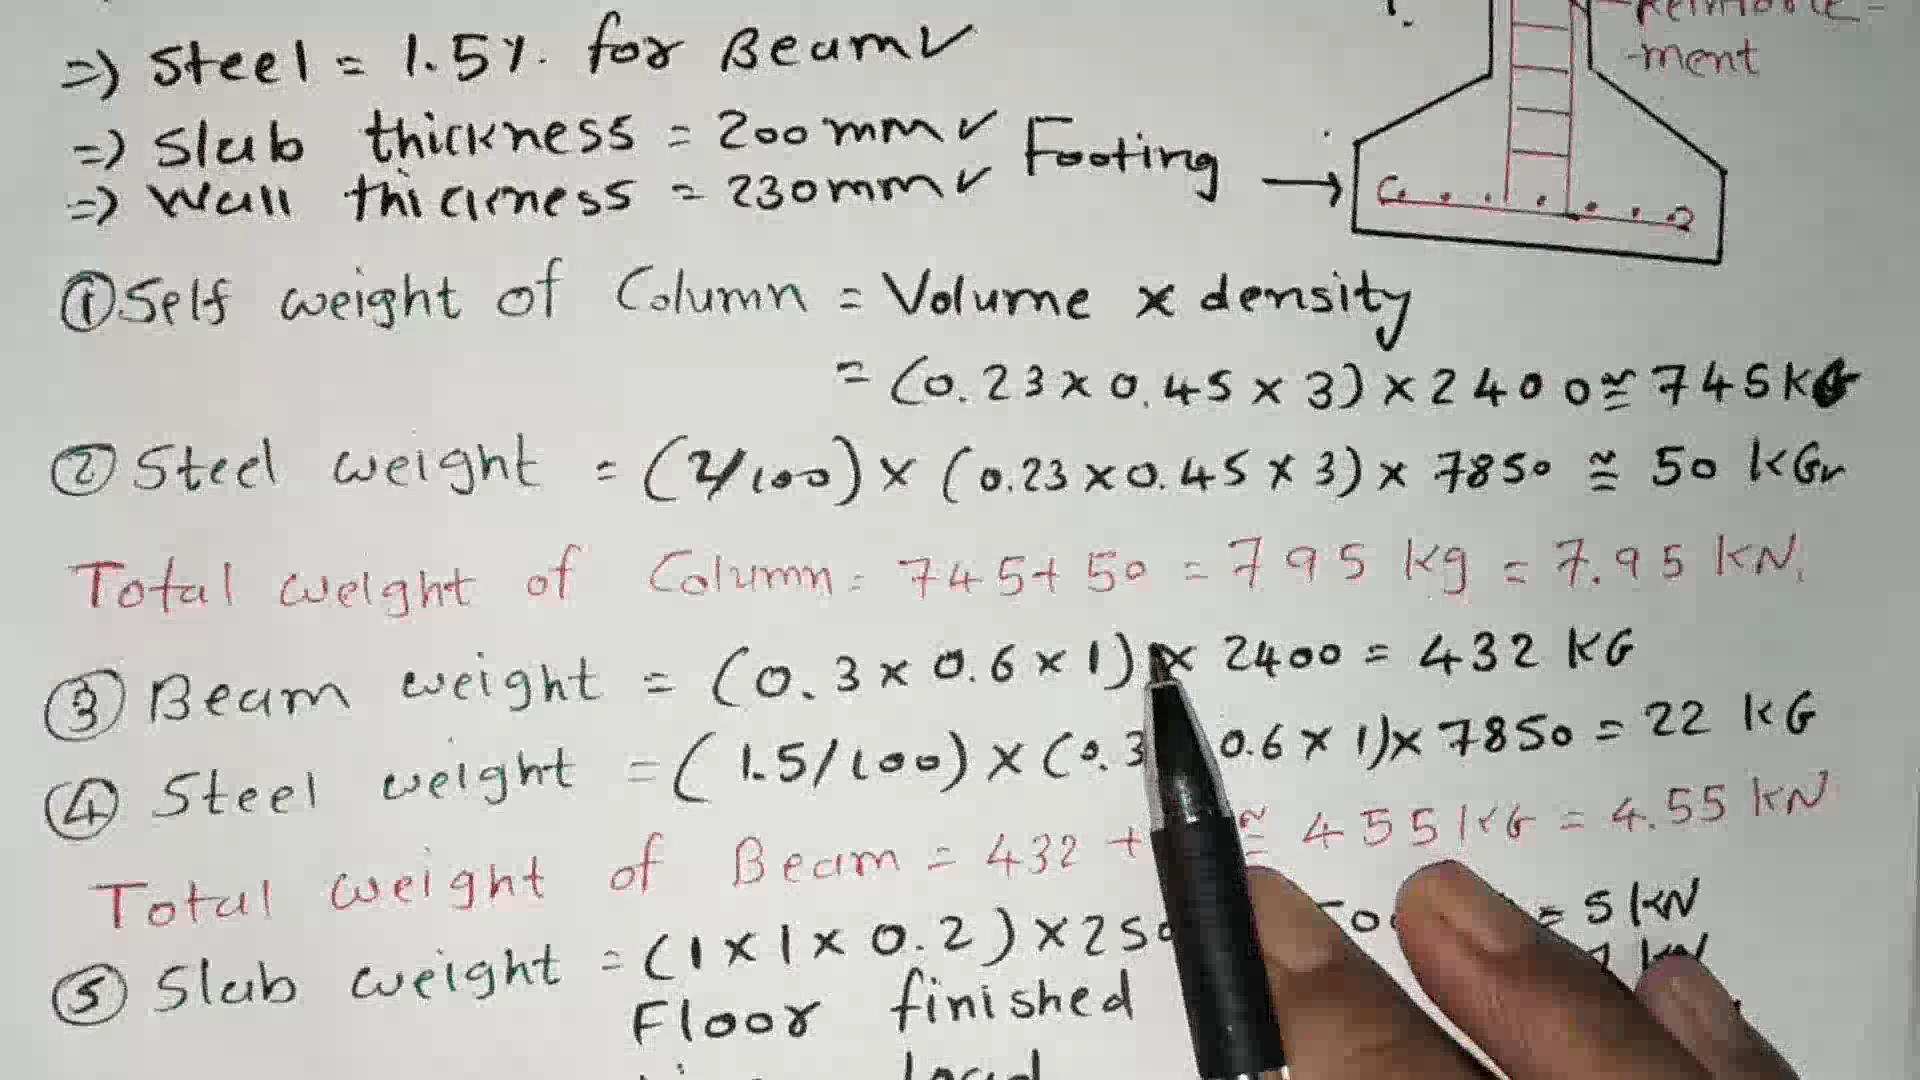 =) Steel = 1.5%. for Beam✓
-ment
=) Slab thickness = 200mm✓
Footing →
=) Wall thickness = 230mm✓
① Self weight of Column = Volume x density
= (0.23 x 0.45 x 3) x 2400 ≅ 745 KG
② Steel weight = (2/100) x (0.23 x 0.45 x 3) x 7850 ≅ 50 KG
Total weight of Column = 745 + 50 = 795 kg = 7.95 KN.
③ Beam weight = (0.3 x 0.6 x 1) x 2400 = 432 KG
④ Steel weight = (1.5/100) x (0.3 0.6 x 1) x 7850 = 22 KG
Total weight of Beam = 432 + ≅ 455 KG = 4.55 KN
⑤ Slab weight = (1 x 1 x 0.2) x 250 = 5 KN
Floor finished KN
load